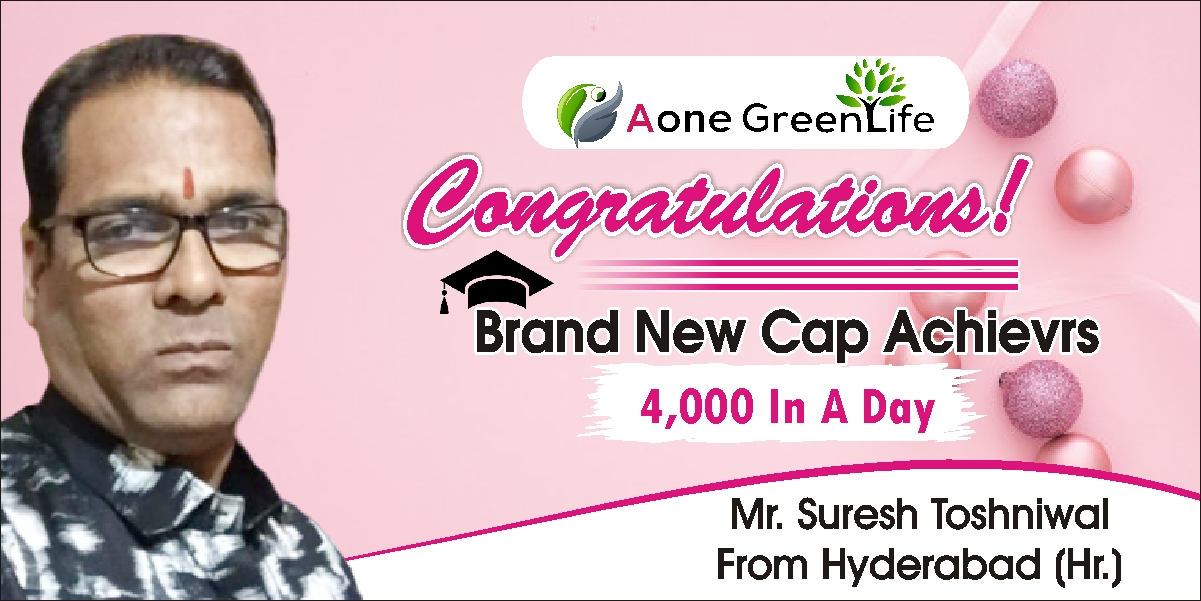 Aone GreenLife
Congratulations!
Brand New Cap Achievrs
4,000 In A Day
Mr. Suresh Toshniwal
From Hyderabad (Hr.)